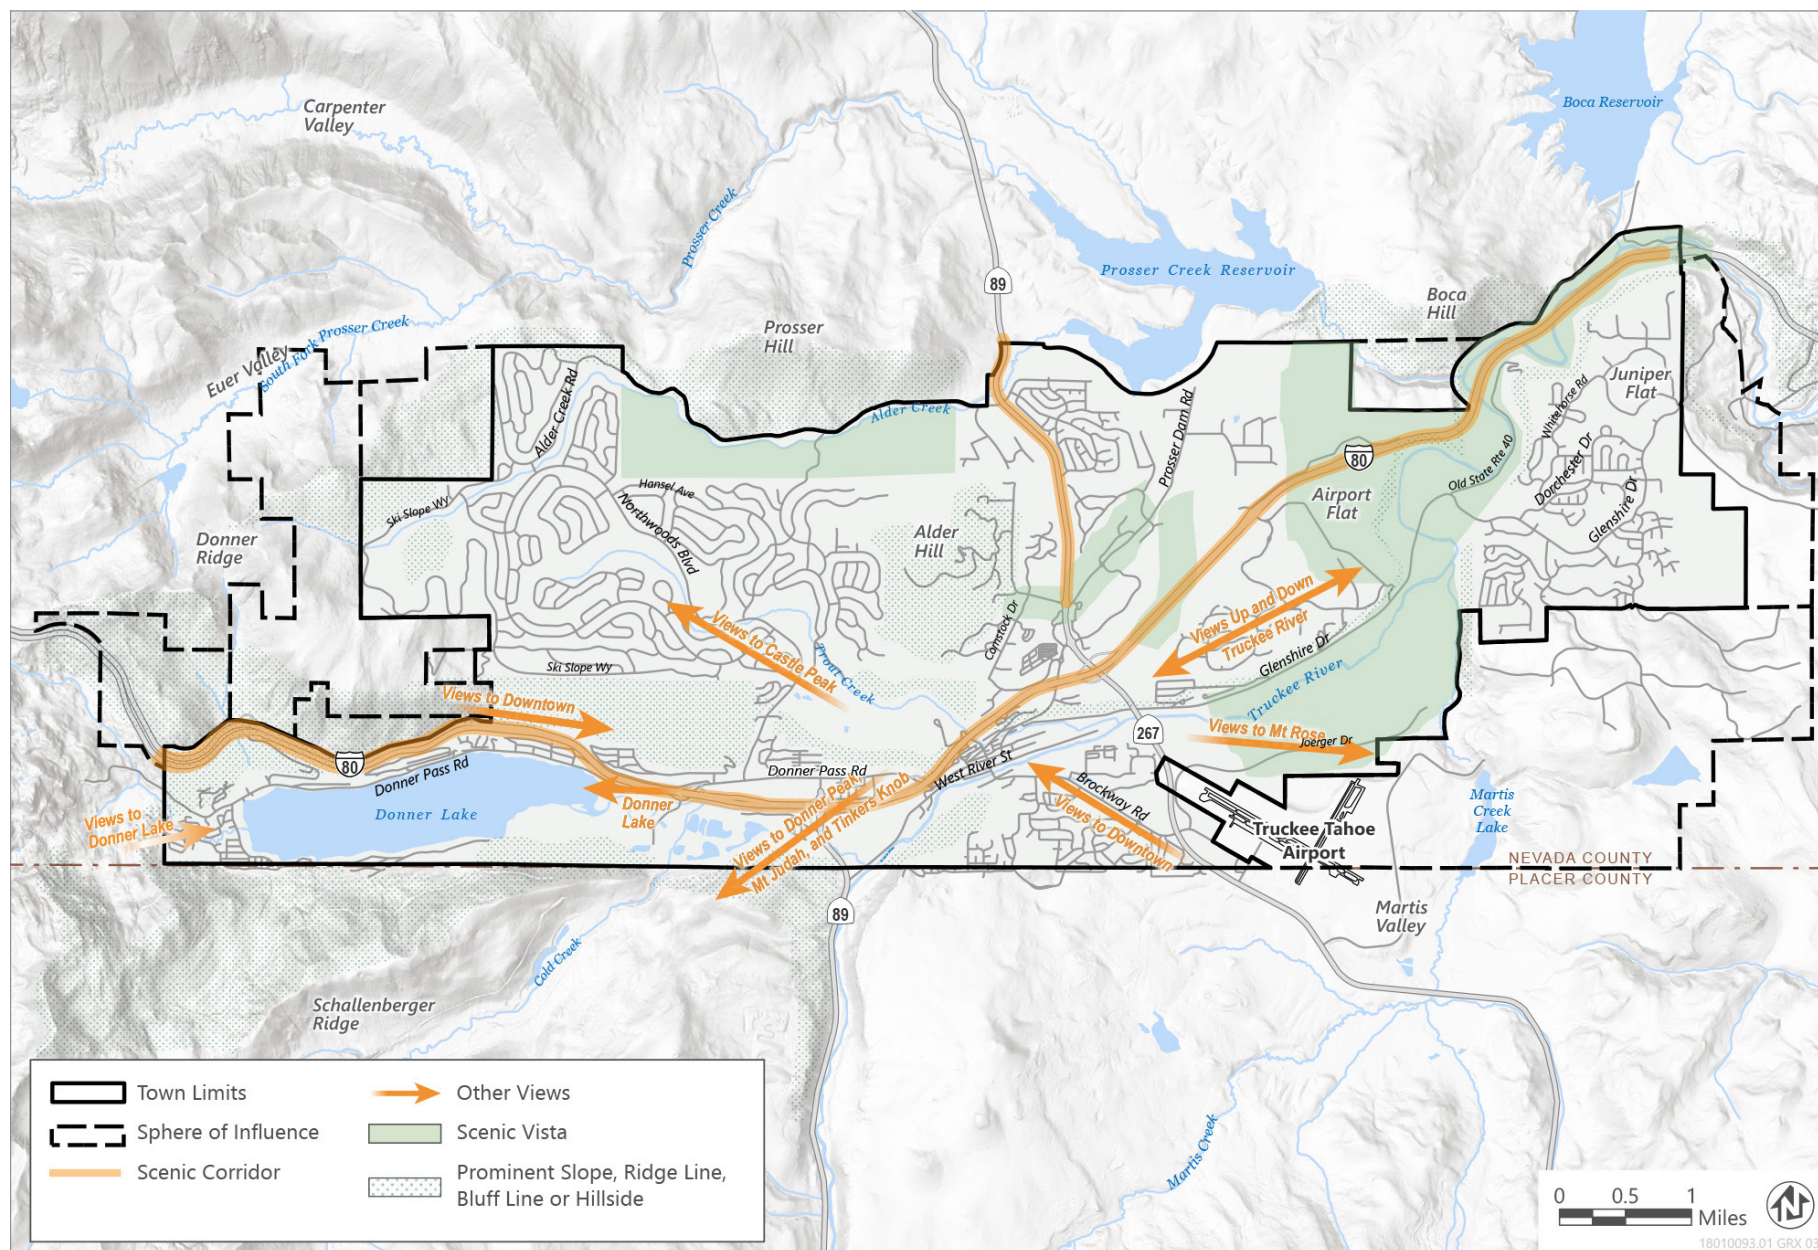 Carpenter
Valley
Boca Reservoir
Prosser Creek
89
Prosser Creek Reservoir
Boca
Hill
Prosser
Hill
South Fork Prosser Creek
Euer Valley
Alder Creek Rd
Alder Creek
Juniper
Flat
Whitehorse Rd
Prosser Dam Rd
80
Old State Rte 40
Dorchester Dr
Glenshire Dr
Hansel Ave
Northwoods Blvd
Ski Slope Wy
Airport
Flat
Alder
Hill
Donner
Ridge
Views Up and Down
Truckee River
Comstock Dr
Glenshire Dr
Views to Castle Peak
Trout Creek
Ski Slope Wy
Truckee River
Views to Downtown
267
Views to Mt Rose
Joerger Dr
80
Donner Pass Rd
Donner Pass Rd
West River St
Brockway Rd
Views to Downtown
Donner
Lake
Views to Donner Peak,
Mt Judah, and Tinkers Knob
Donner Lake
Views to
Donner Lake
Martis
Creek
Lake
Truckee Tahoe
Airport
NEVADA COUNTY
PLACER COUNTY
89
Martis
Valley
Cold Creek
Schallenberger
Ridge
Martis Creek
Town Limits
Sphere of Influence
Scenic Corridor
Other Views
Scenic Vista
Prominent Slope, Ridge Line,
Bluff Line or Hillside
0 0.5 1
Miles
N
18010093.01 GRX 03